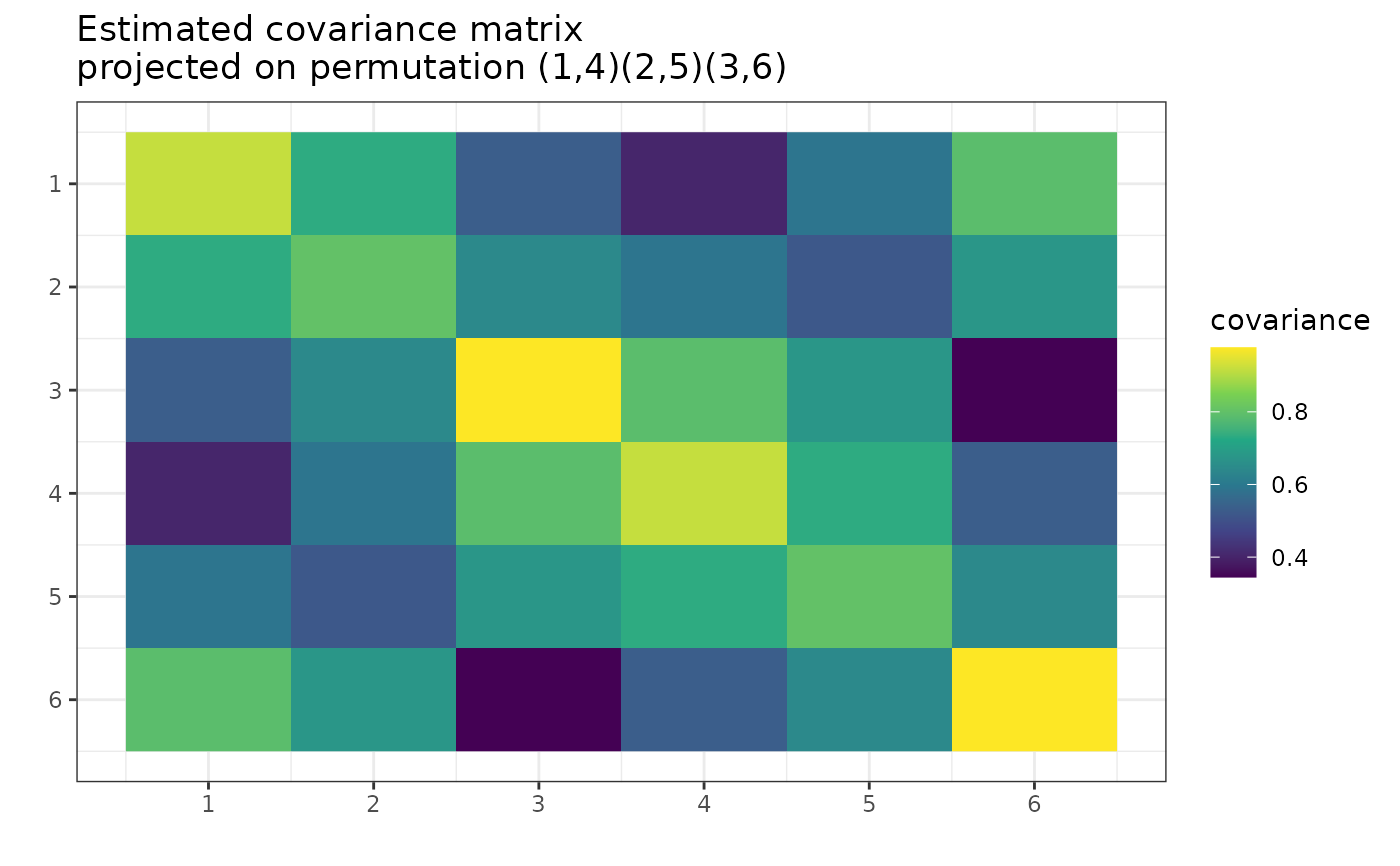 Estimated covariance matrix
projected on permutation (1,4)(2,5)(3,6)
1
2
3
4
5
6
1 2 3 4 5 6
covariance
0.8
0.6
0.4